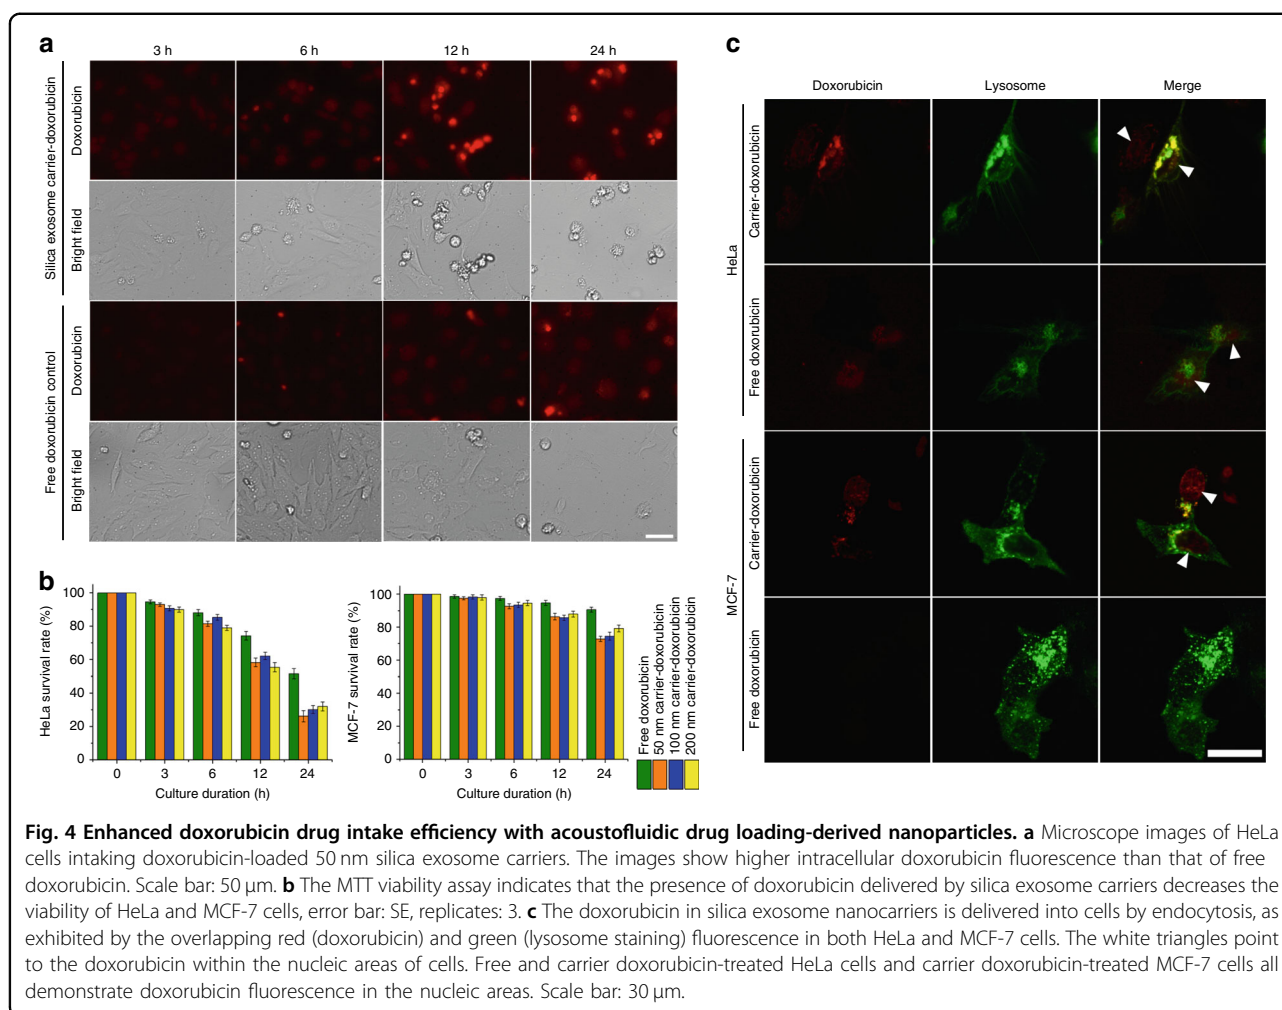 a
3 h 6 h 12 h 24 h
Silica exosome carrier-doxorubicin
Doxorubicin
Bright field
Free doxorubicin control
Doxorubicin
Bright field
b
HeLa survival rate (%)
100
80
60
40
20
0
0 3 6 12 24
Culture duration (h)
MCF-7 survival rate (%)
100
80
60
40
20
0
0 3 6 12 24
Culture duration (h)
Free doxorubicin
50 nm carrier-doxorubicin
100 nm carrier-doxorubicin
200 nm carrier-doxorubicin
c
Doxorubicin Lysosome Merge
HeLa
Carrier-doxorubicin
Free doxorubicin
MCF-7
Carrier-doxorubicin
Free doxorubicin
Fig. 4 Enhanced doxorubicin drug intake efficiency with acoustofluidic drug loading-derived nanoparticles. a Microscope images of HeLa
cells intaking doxorubicin-loaded 50 nm silica exosome carriers. The images show higher intracellular doxorubicin fluorescence than that of free
doxorubicin. Scale bar: 50 μm. b The MTT viability assay indicates that the presence of doxorubicin delivered by silica exosome carriers decreases the
viability of HeLa and MCF-7 cells, error bar: SE, replicates: 3. c The doxorubicin in silica exosome nanocarriers is delivered into cells by endocytosis, as
exhibited by the overlapping red (doxorubicin) and green (lysosome staining) fluorescence in both HeLa and MCF-7 cells. The white triangles point
to the doxorubicin within the nucleic areas of cells. Free and carrier doxorubicin-treated HeLa cells and carrier doxorubicin-treated MCF-7 cells all
demonstrate doxorubicin fluorescence in the nucleic areas. Scale bar: 30 μm.